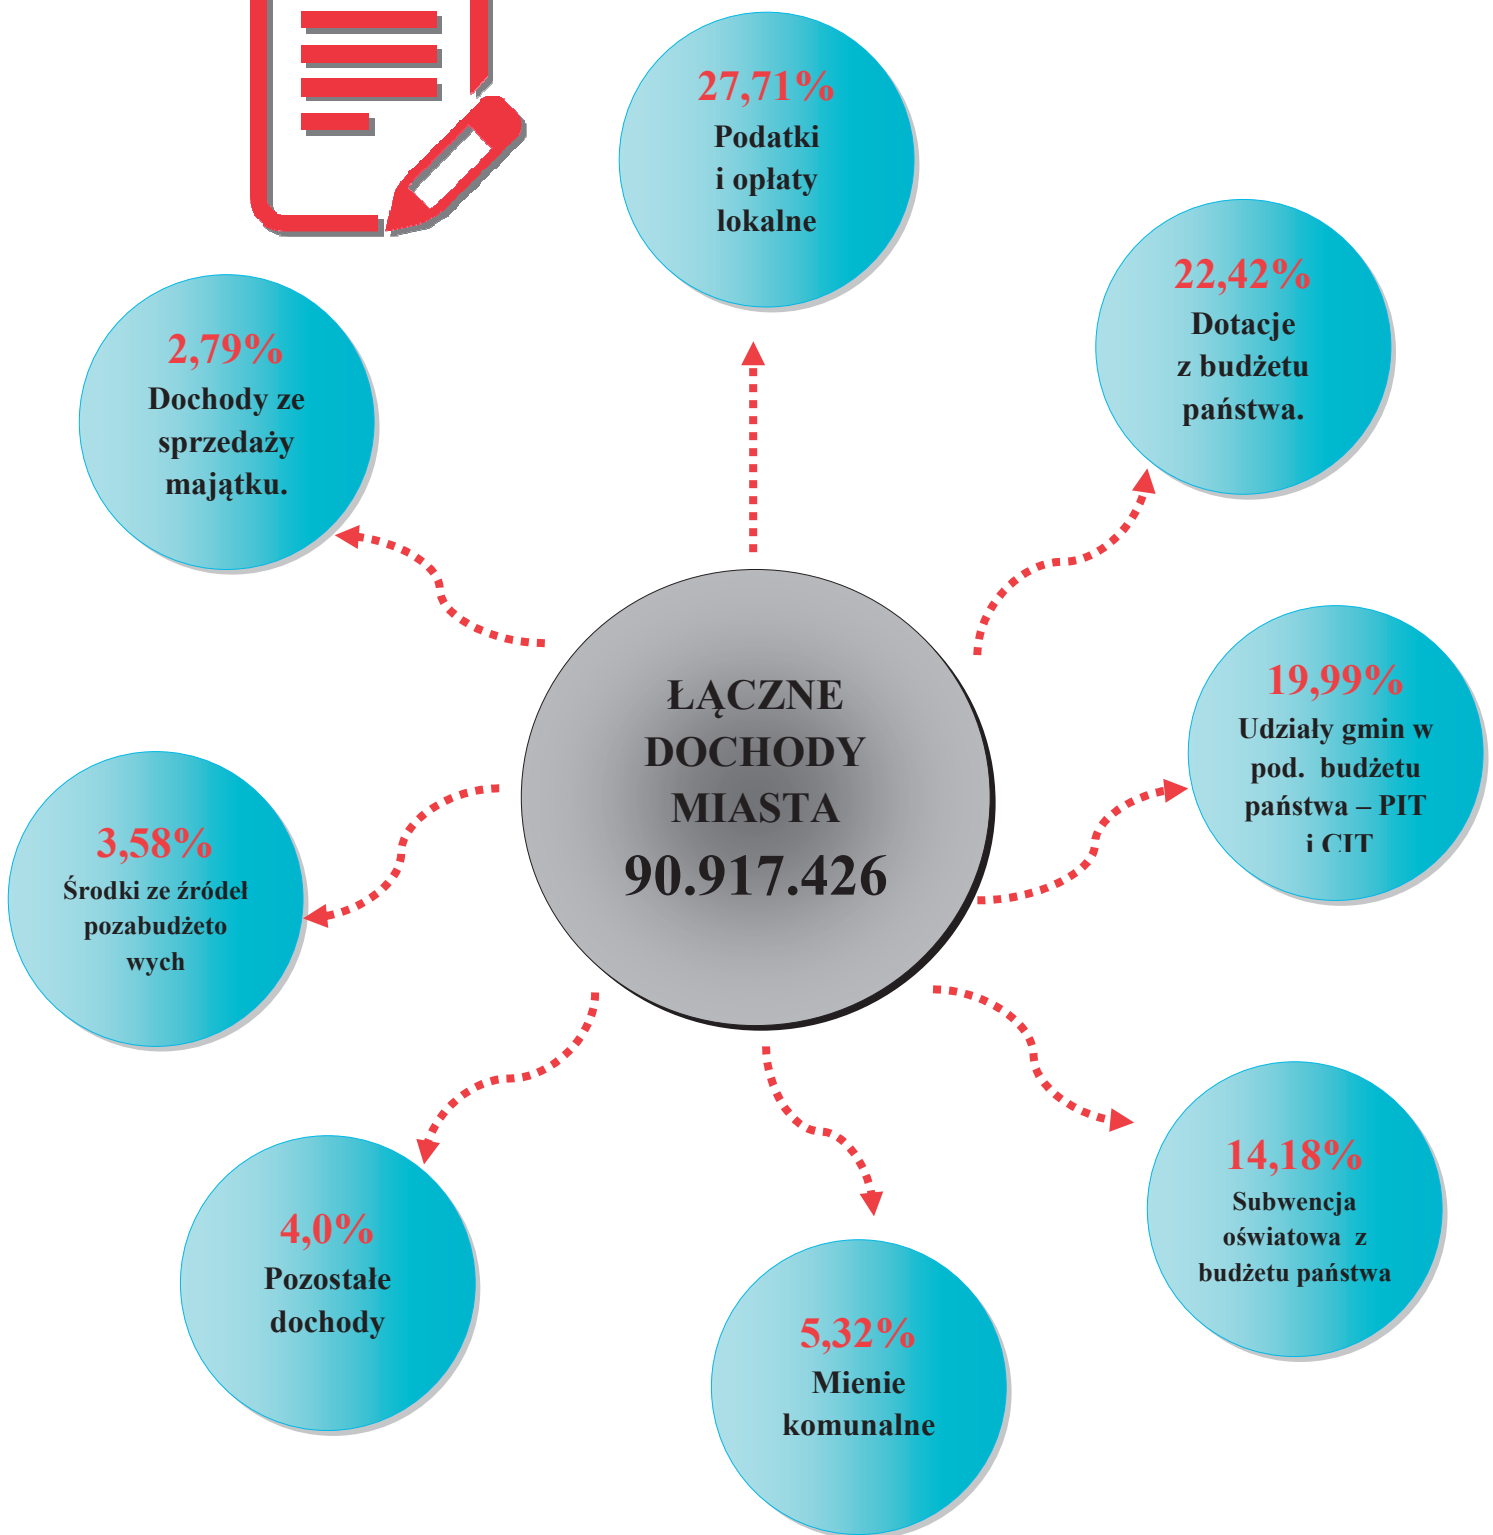 27,71%
Podatki
i opłaty
lokalne
22,42%
Dotacje
z budżetu
państwa.
2,79%
Dochody ze
sprzedaży
majątku.
ŁĄCZNE
DOCHODY
MIASTA
90.917.426
19,99%
Udziały gmin w
pod. budżetu
państwa – PIT
i CIT
3,58%
Środki ze źródeł
pozabudżeto
wych
14,18%
Subwencja
oświatowa z
budżetu państwa
4,0%
Pozostałe
dochody
5,32%
Mienie
komunalne